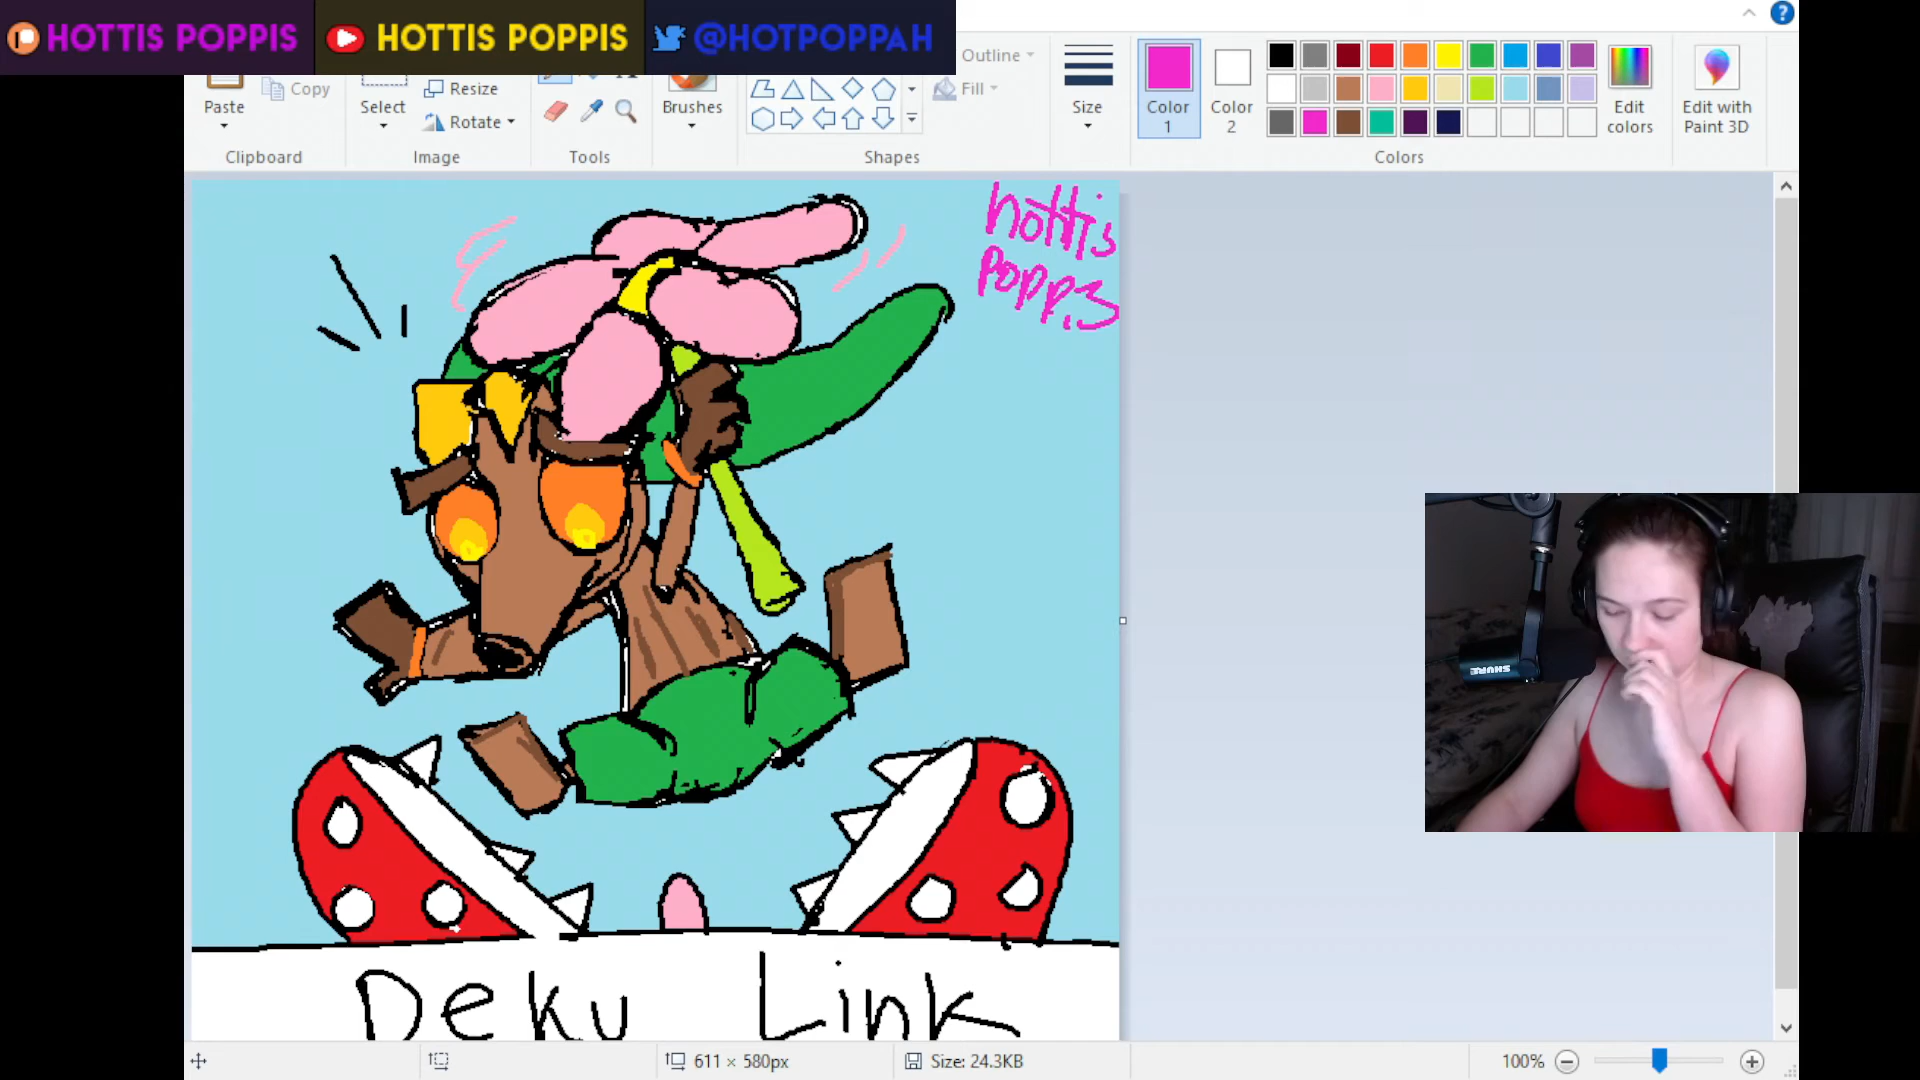 HOTTIS POPPIS
HOTTIS POPPIS
@HOTPOPPAH
Outline
Fill
Paste
Copy
Select
Resize
Rotate
Brushes
Size
Color 1
Color 2
Edit colors
Edit with Paint 3D
Clipboard
Image
Tools
Shapes
Colors
hottis
poppis
SHURE
Deku Link
611 × 580px
Size: 24.3KB
100%